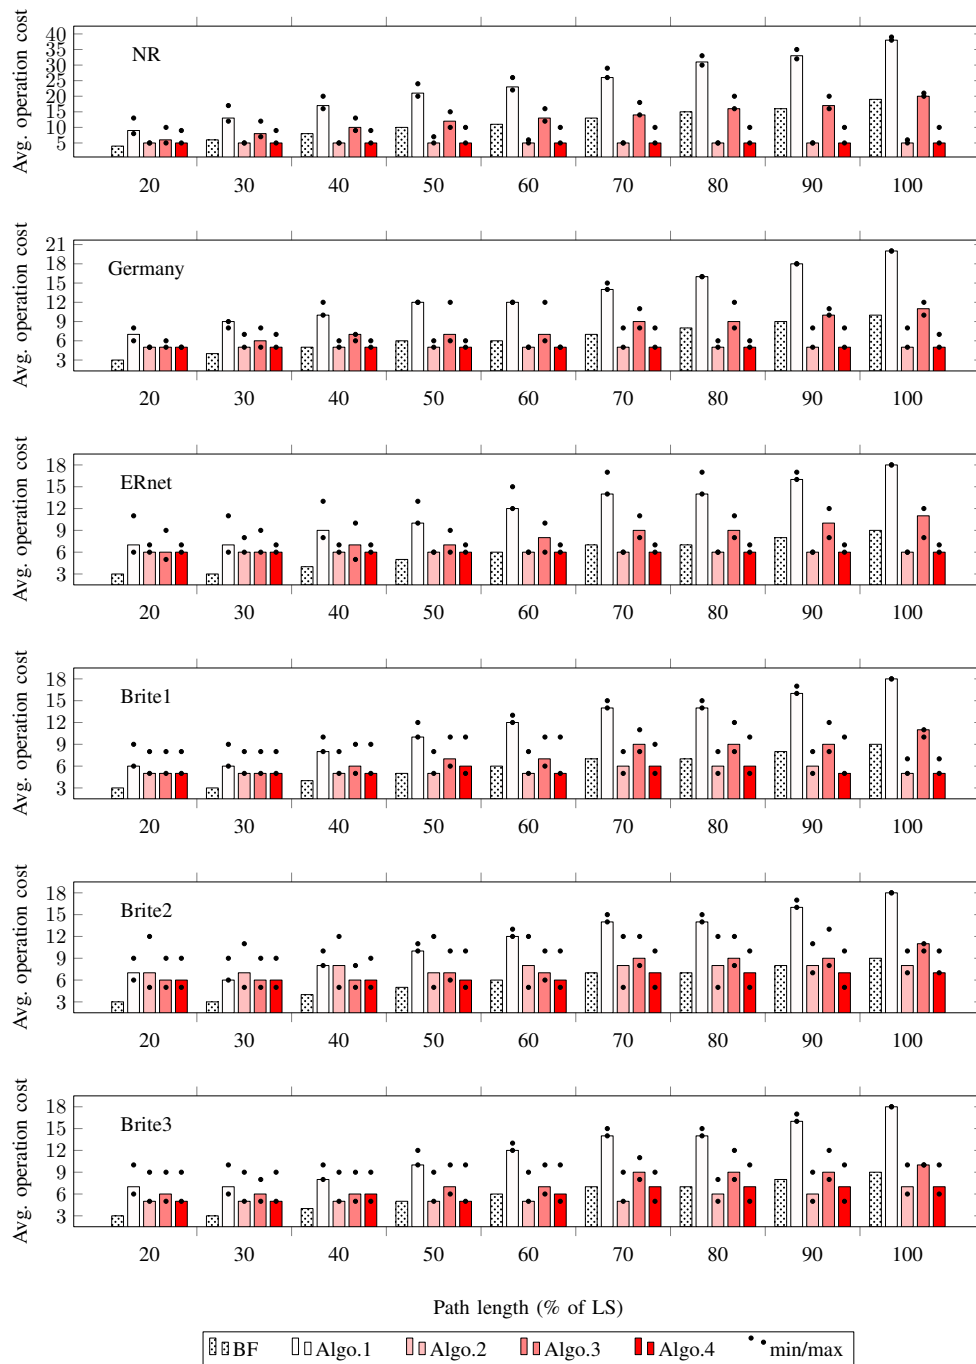 Avg. operation cost
40
35
30
25
20
15
10
5
NR
20 30 40 50 60 70 80 90 100
Avg. operation cost
21
18
15
12
9
6
3
Germany
20 30 40 50 60 70 80 90 100
Avg. operation cost
18
15
12
9
6
3
ERnet
20 30 40 50 60 70 80 90 100
Avg. operation cost
18
15
12
9
6
3
Brite1
20 30 40 50 60 70 80 90 100
Avg. operation cost
18
15
12
9
6
3
Brite2
20 30 40 50 60 70 80 90 100
Avg. operation cost
18
15
12
9
6
3
Brite3
20 30 40 50 60 70 80 90 100
Path length (% of LS)
BF Algo.1 Algo.2 Algo.3 Algo.4 min/max